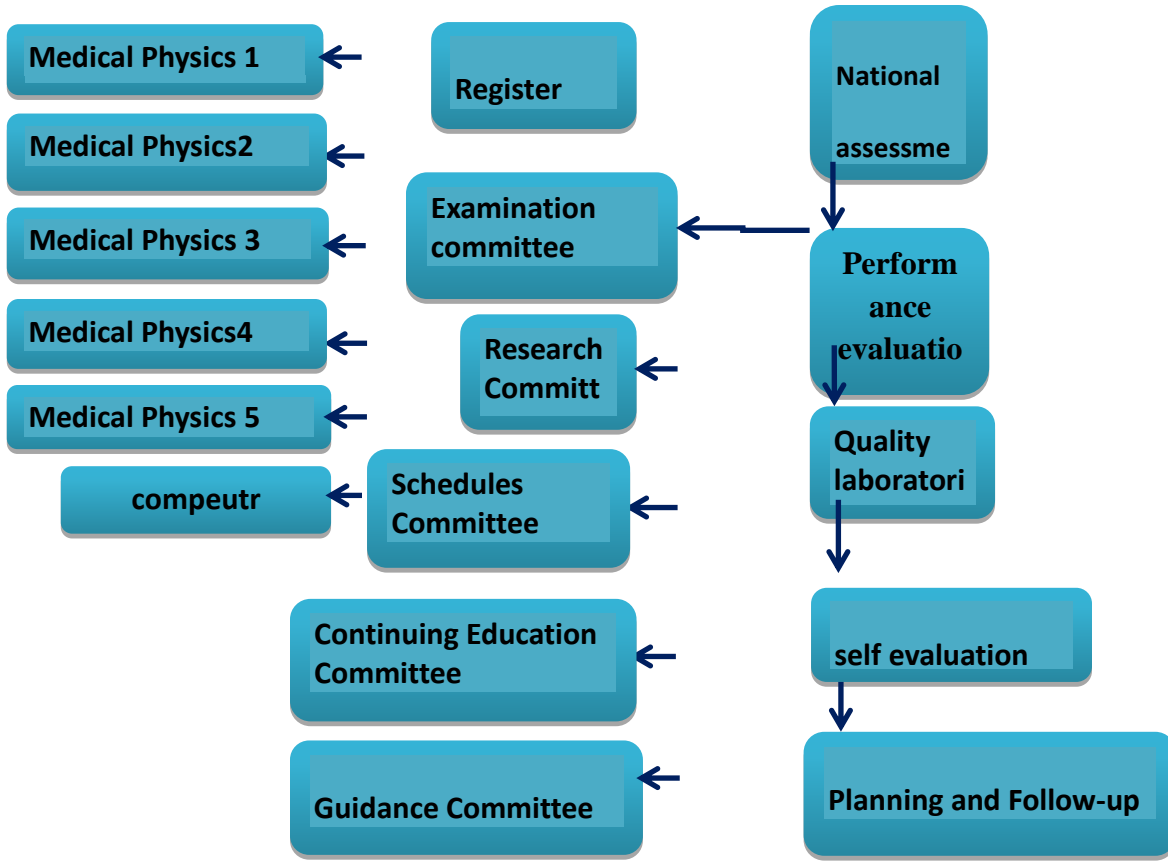 Medical Physics 1
Medical Physics2
Medical Physics 3
Medical Physics4
Medical Physics 5
compeutr
Register
Examination
committee
Research
Committ
Schedules
Committee
Continuing Education
Committee
Guidance Committee
National
assessme
Perform
ance
evaluatio
Quality
laboratori
self evaluation
Planning and Follow-up